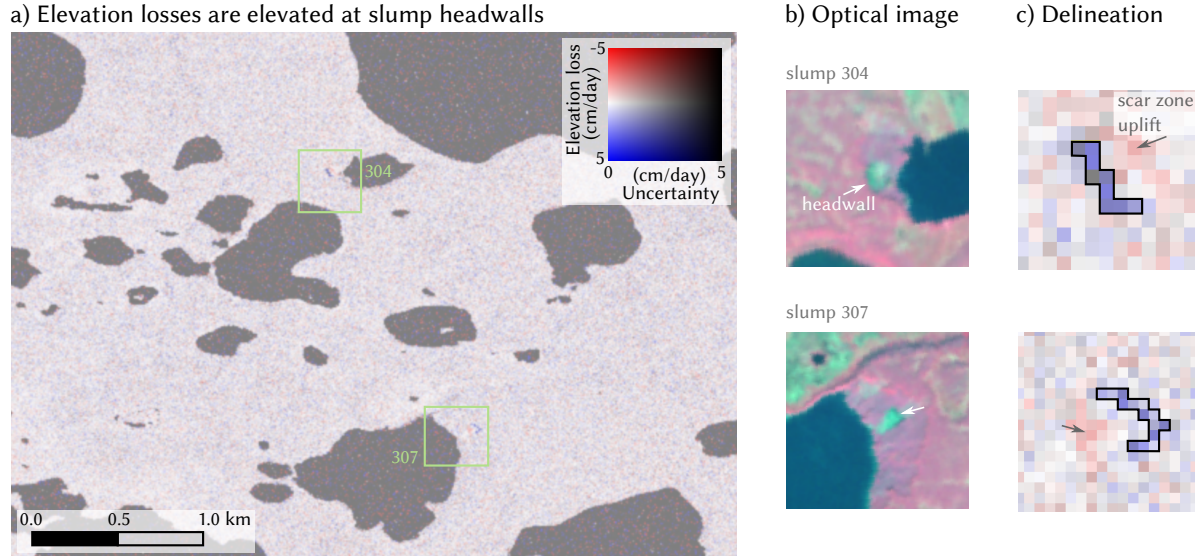 a) Elevation losses are elevated at slump headwalls
b) Optical image
c) Delineation
Elevation loss
(cm/day)
-5
5
0
(cm/day)
5
Uncertainty
304
307
0.0
0.5
1.0 km
slump 304
headwall
scar zone
uplift
slump 307